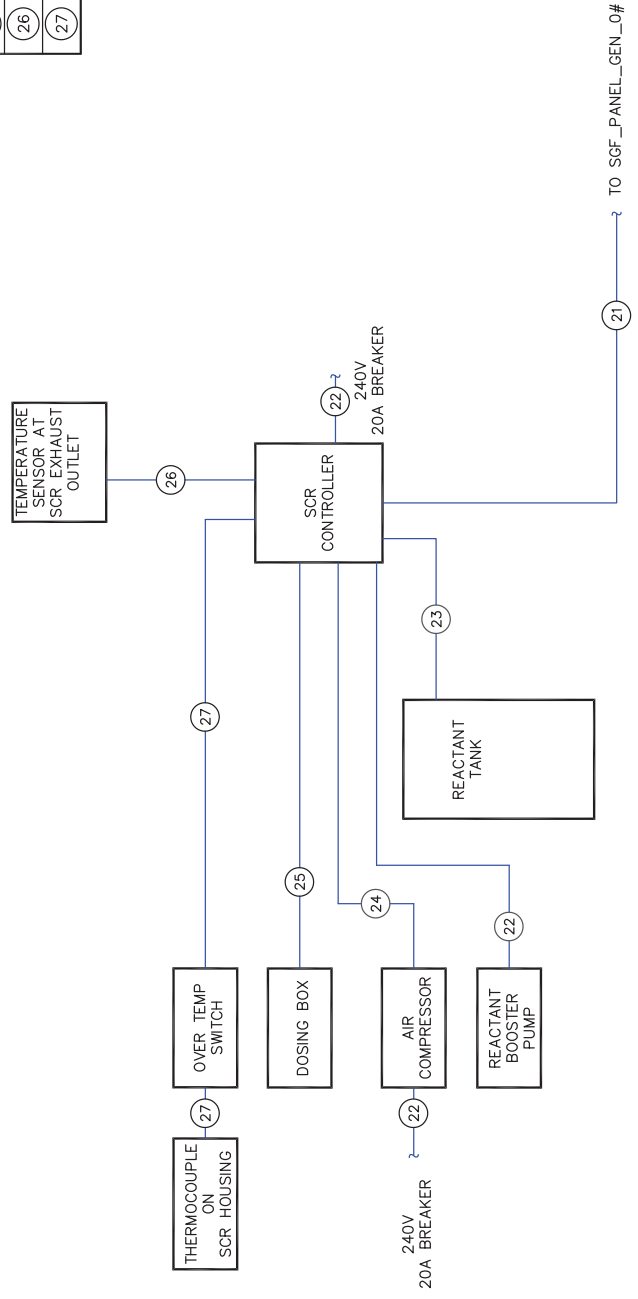 26
27
TEMPERATURE
SENSOR AT
SCR EXHAUST
OUTLET
26
27
22
240V
20A BREAKER
SCR
CONTROLLER
25
24
23
21
TO SGF_PANEL_GEN_0#
THERMOCOUPLE
ON
SCR HOUSING
27
OVER TEMP
SWITCH
DOSING BOX
240V
20A BREAKER
22
AIR
COMPRESSOR
REACTANT
BOOSTER
PUMP
22
REACTANT
TANK